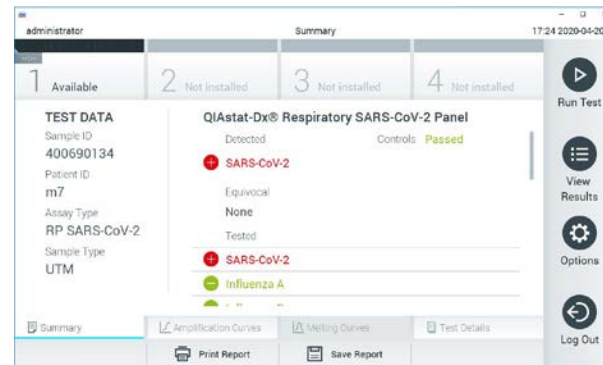 administrator Summary 17:24 2020-04-20
1 Available 2 Not installed 3 Not installed 4 Not installed
Run Test
TEST DATA
Sample ID
400690134
Patient ID
m7
Assay Type
RP SARS-CoV-2
Sample Type
UTM
QIAstat-Dx® Respiratory SARS-CoV-2 Panel
Detected Controls Passed
SARS-CoV-2
Equivocal
None
Tested
SARS-CoV-2
Influenza A
View
Results
Options
Summary Amplification Curves Melting Curves Test Details
Print Report Save Report
Log Out